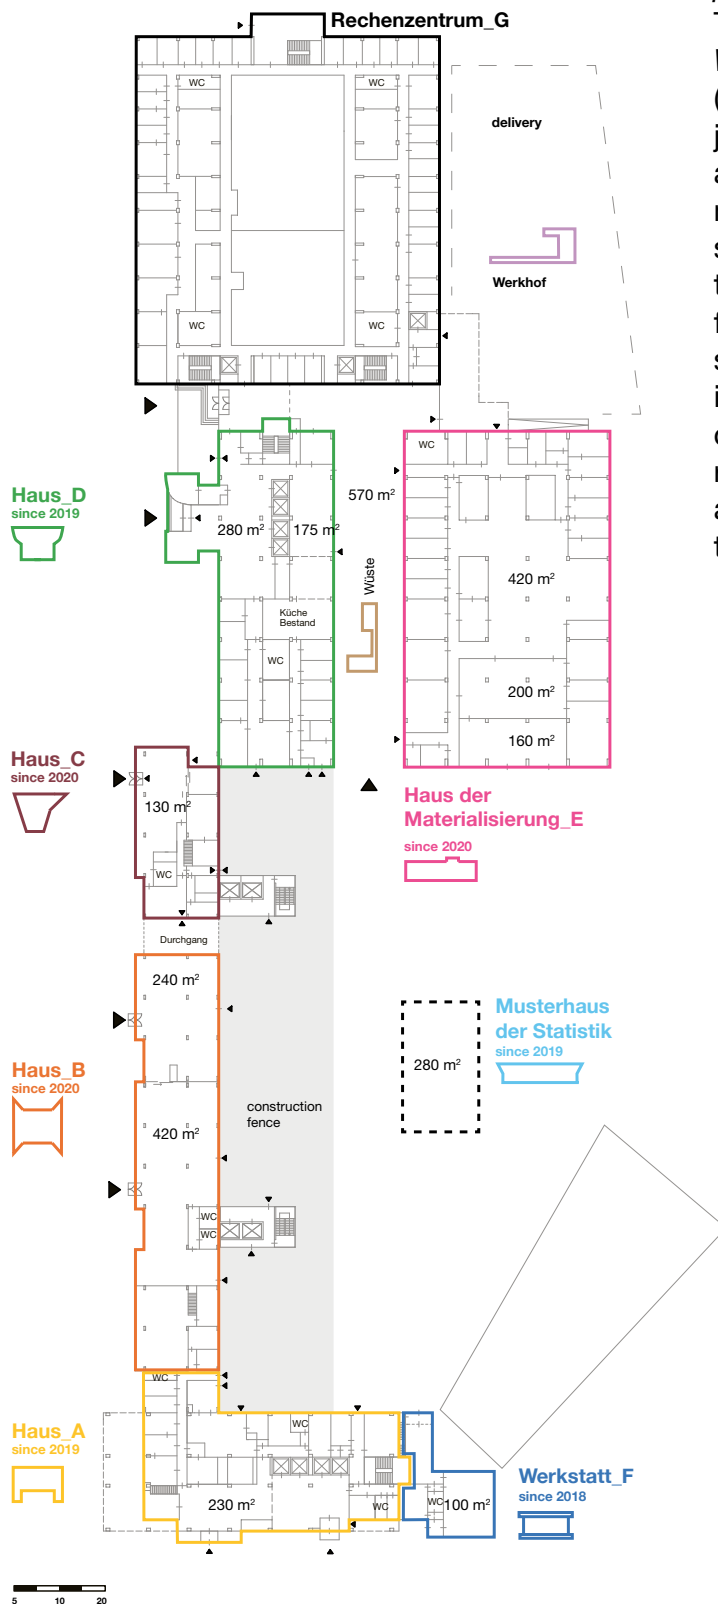 Rechenzentrum_G
WC
WC
delivery
Werkhof
WC
WC
Haus_D
since 2019
WC
570 m²
280 m²
175 m²
420 m²
Wüste
Küche
Bestand
WC
200 m²
160 m²
Haus_C
since 2020
130 m²
WC
Haus der
Materialisierung_E
since 2020
Durchgang
240 m²
Musterhaus
der Statistik
since 2019
280 m²
Haus_B
since 2020
420 m²
construction
fence
WC
WC
WC
Haus_A
since 2019
WC
230 m²
WC
WC
100 m²
Werkstatt_F
since 2018
5 10 20